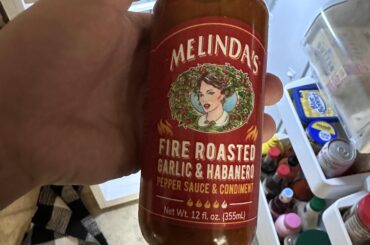 MELINDA'S
FIRE ROASTED
GARLIC & HABANERO
PEPPER SAUCE & CONDIMENT
Net Wt. 12 fl. oz. (355mL)